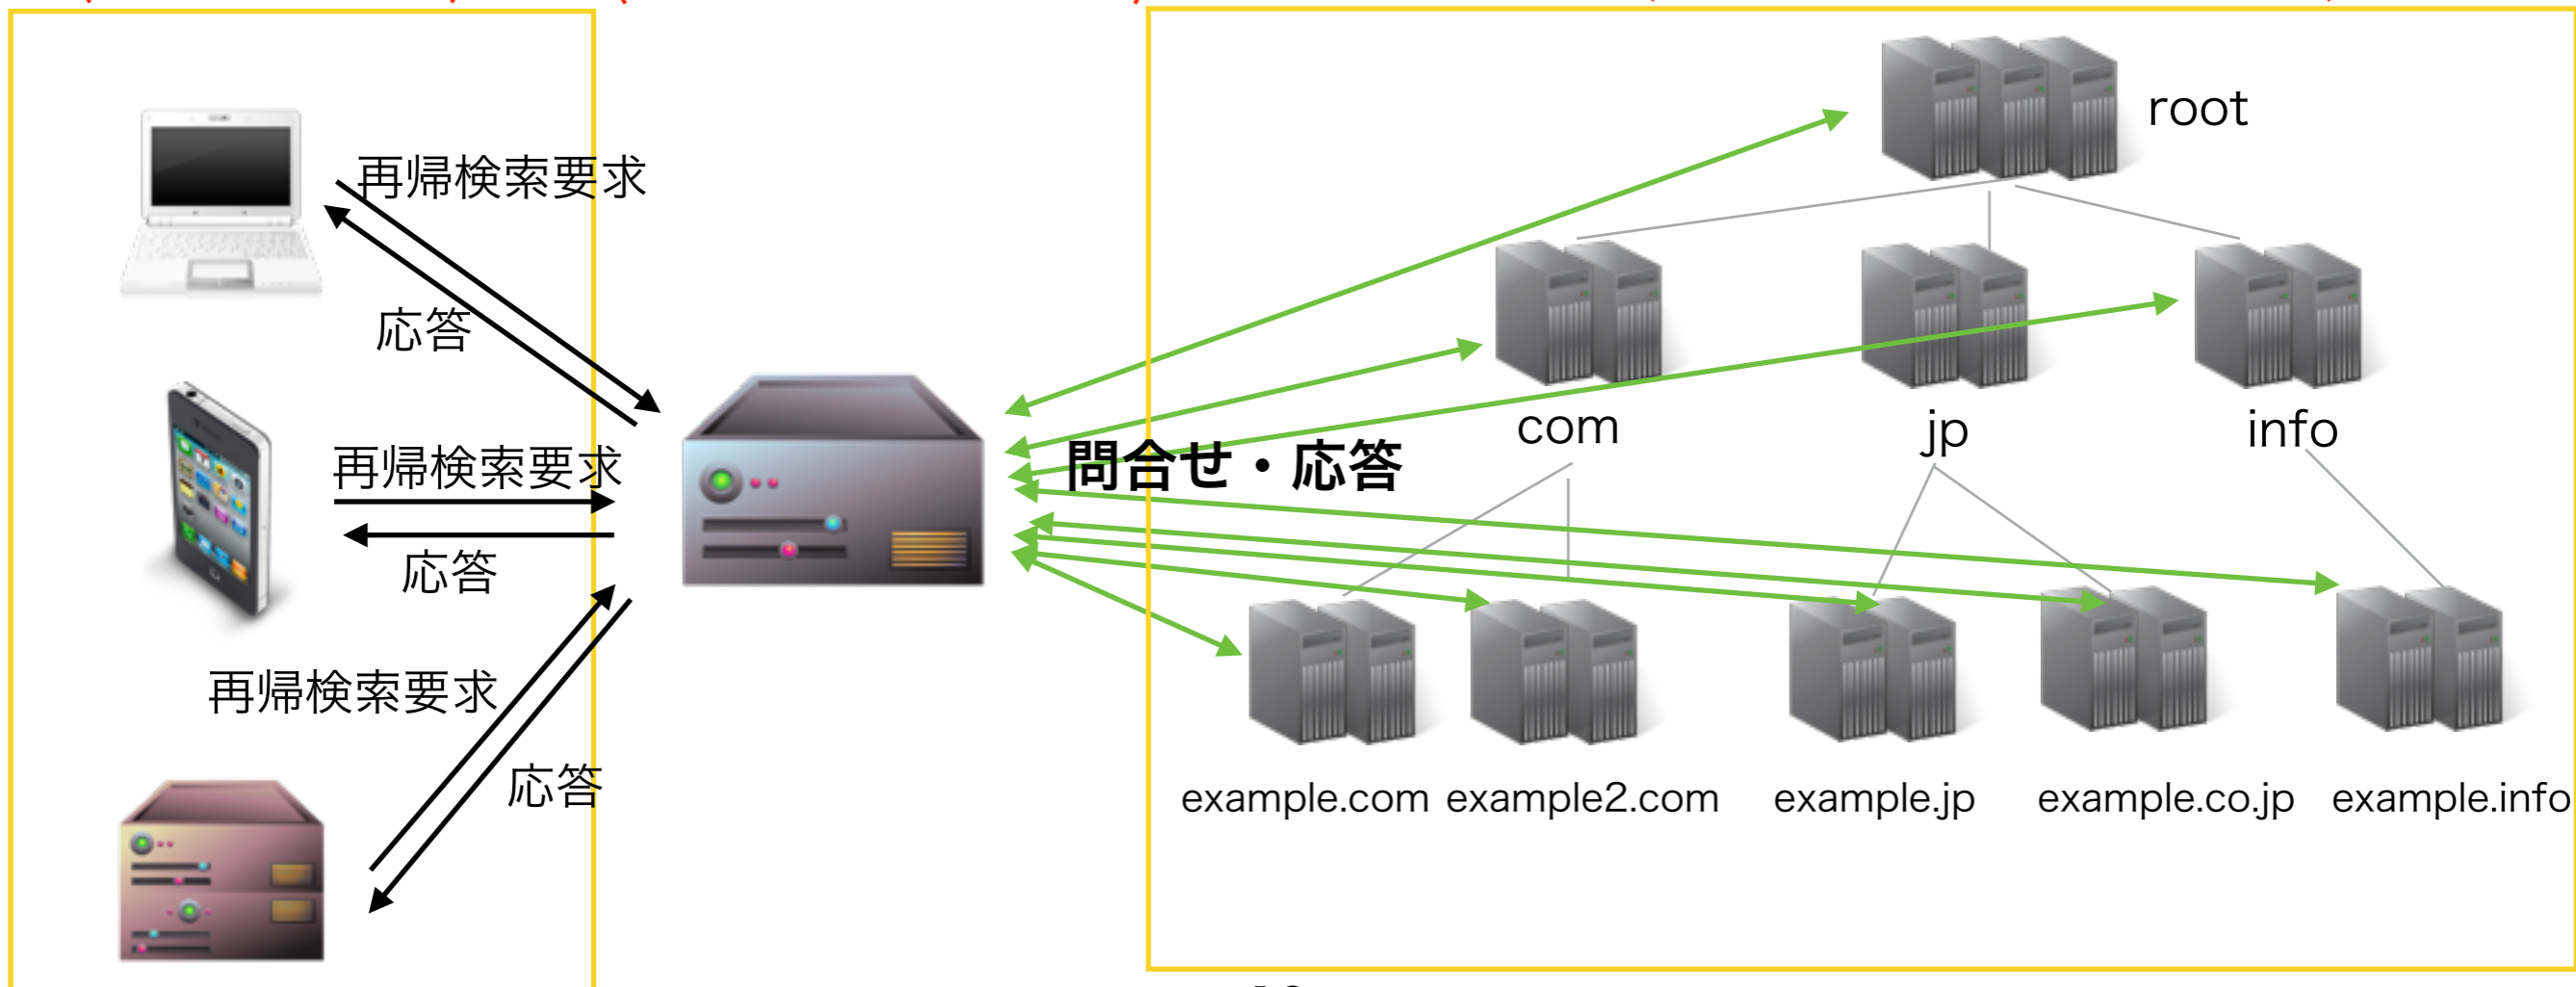 root
再帰検索要求
応答
com
jp
info
再帰検索要求
問合せ・応答
応答
再帰検索要求
応答
example.com
example2.com
example.jp
example.co.jp
example.info